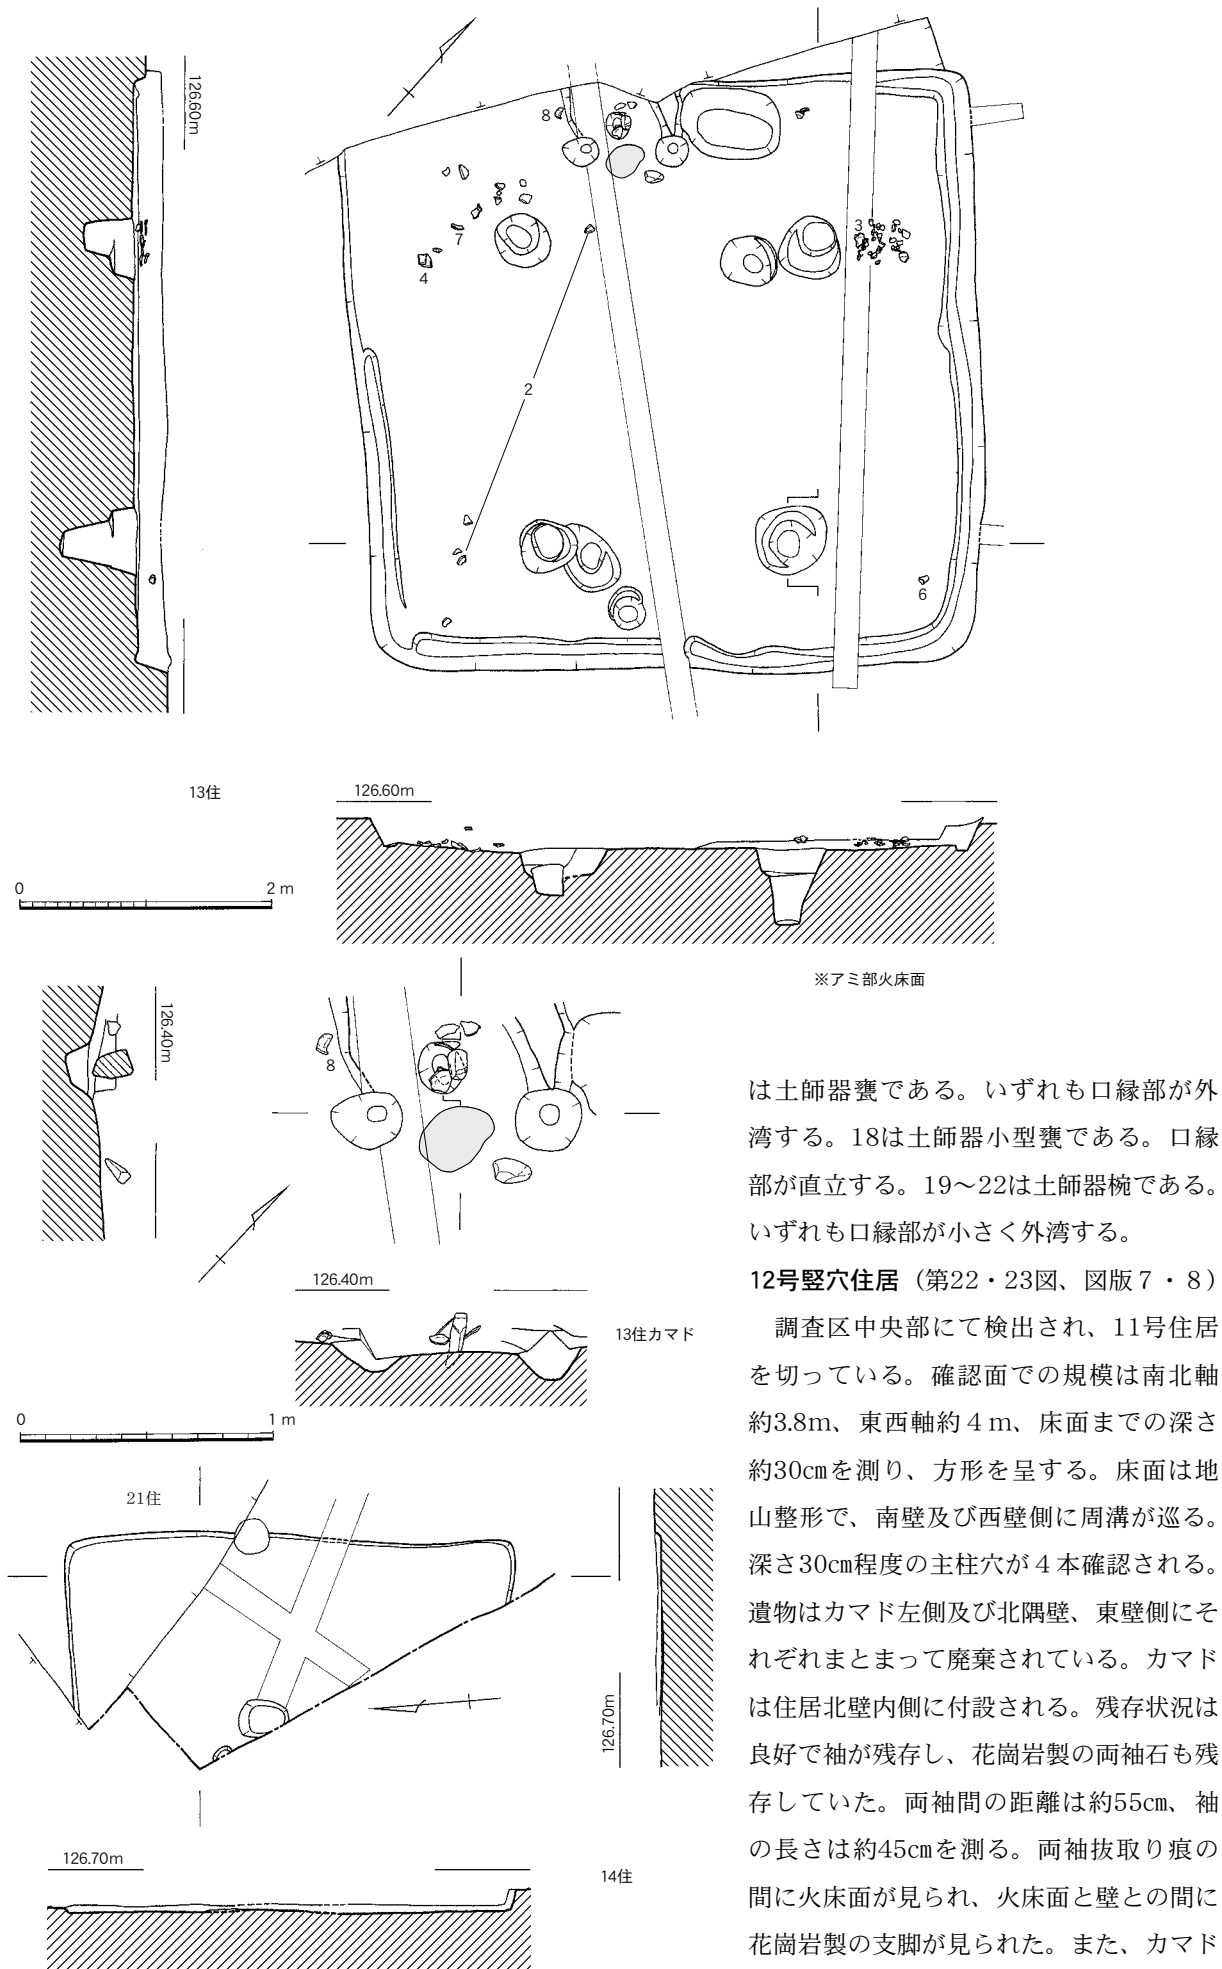 126.60m
8
7
4
3
2
6
13住
126.60m
0 2 m
※アミ部火床面
126.40m
8
126.40m
13住カマド
0 1 m
21住
126.70m
126.70m
14住
は土師器甕である。いずれも口縁部が外
湾する。18は土師器小型甕である。口縁
部が直立する。19～22は土師器椀である。
いずれも口縁部が小さく外湾する。
12号竪穴住居（第22・23図、図版７・８）
調査区中央部にて検出され、11号住居
を切っている。確認面での規模は南北軸
約3.8m、東西軸約４ｍ、床面までの深さ
約30㎝を測り、方形を呈する。床面は地
山整形で、南壁及び西壁側に周溝が巡る。
深さ30㎝程度の主柱穴が４本確認される。
遺物はカマド左側及び北隅壁、東壁側にそ
れぞれまとまって廃棄されている。カマド
は住居北壁内側に付設される。残存状況は
良好で袖が残存し、花崗岩製の両袖石も残
存していた。両袖間の距離は約55㎝、袖
の長さは約45㎝を測る。両袖抜取り痕の
間に火床面が見られ、火床面と壁との間に
花崗岩製の支脚が見られた。また、カマド